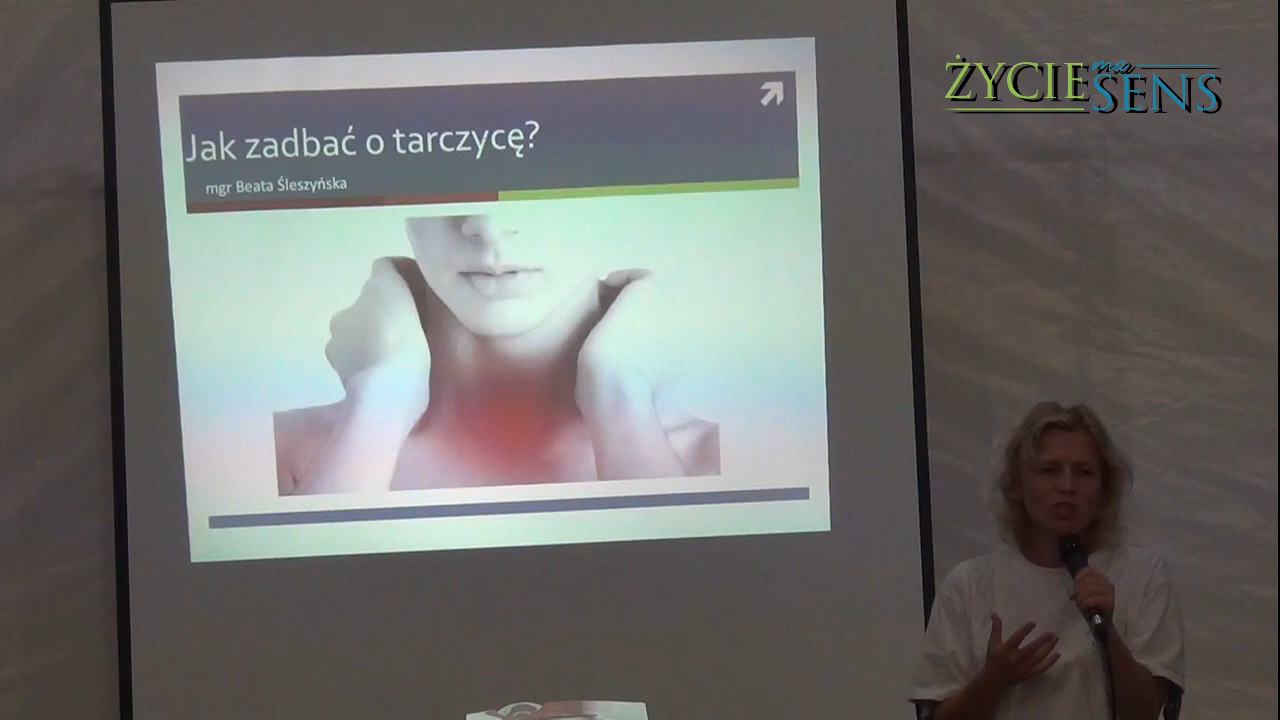 ŻYCIE ma SENS
Jak zadbać o tarczycę?
mgr Beata Śleszyńska